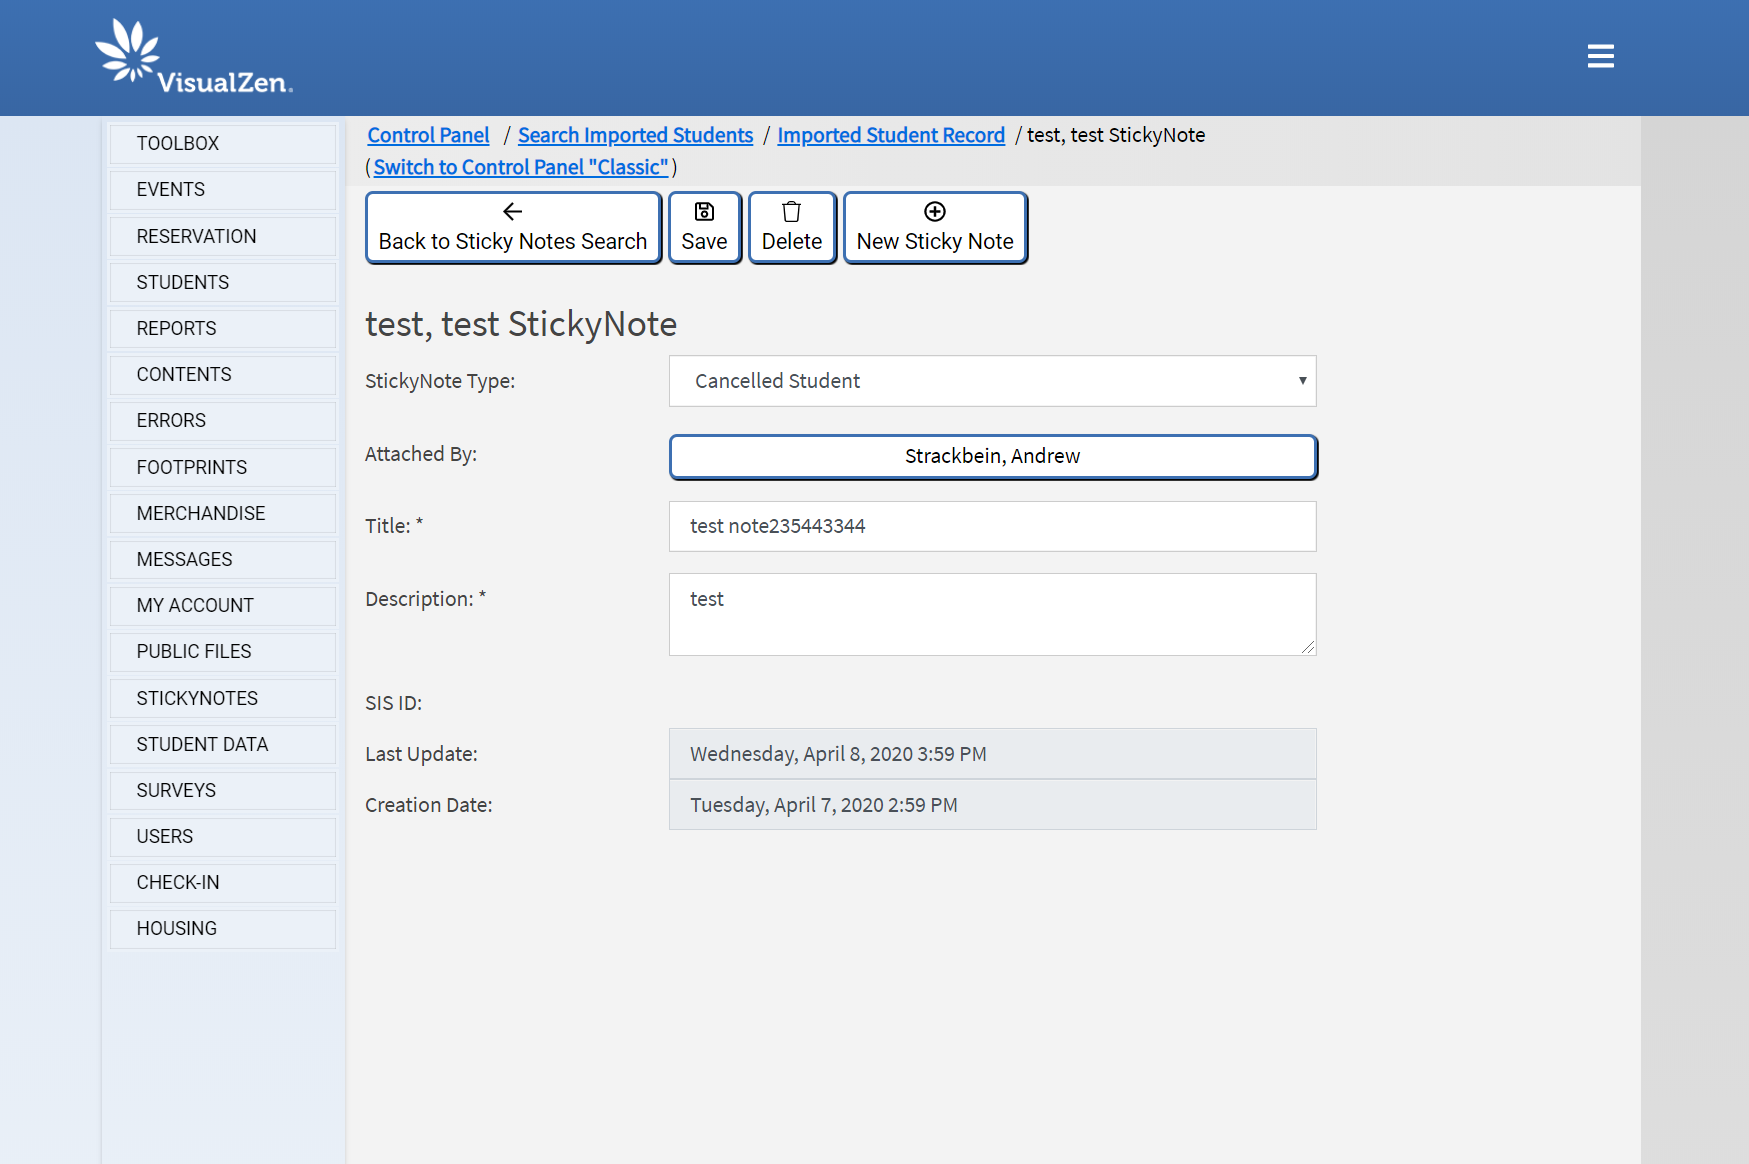 VisualZen.
TOOLBOX
EVENTS
RESERVATION
STUDENTS
REPORTS
CONTENTS
ERRORS
FOOTPRINTS
MERCHANDISE
MESSAGES
MY ACCOUNT
PUBLIC FILES
STICKYNOTES
STUDENT DATA
SURVEYS
USERS
CHECK-IN
HOUSING
Control Panel / Search Imported Students / Imported Student Record / test, test StickyNote
(Switch to Control Panel "Classic")
Back to Sticky Notes Search Save Delete New Sticky Note
test, test StickyNote
StickyNote Type: Cancelled Student
Attached By: Strackbein, Andrew
Title: * test note235443344
Description: * test
SIS ID:
Last Update: Wednesday, April 8, 2020 3:59 PM
Creation Date: Tuesday, April 7, 2020 2:59 PM